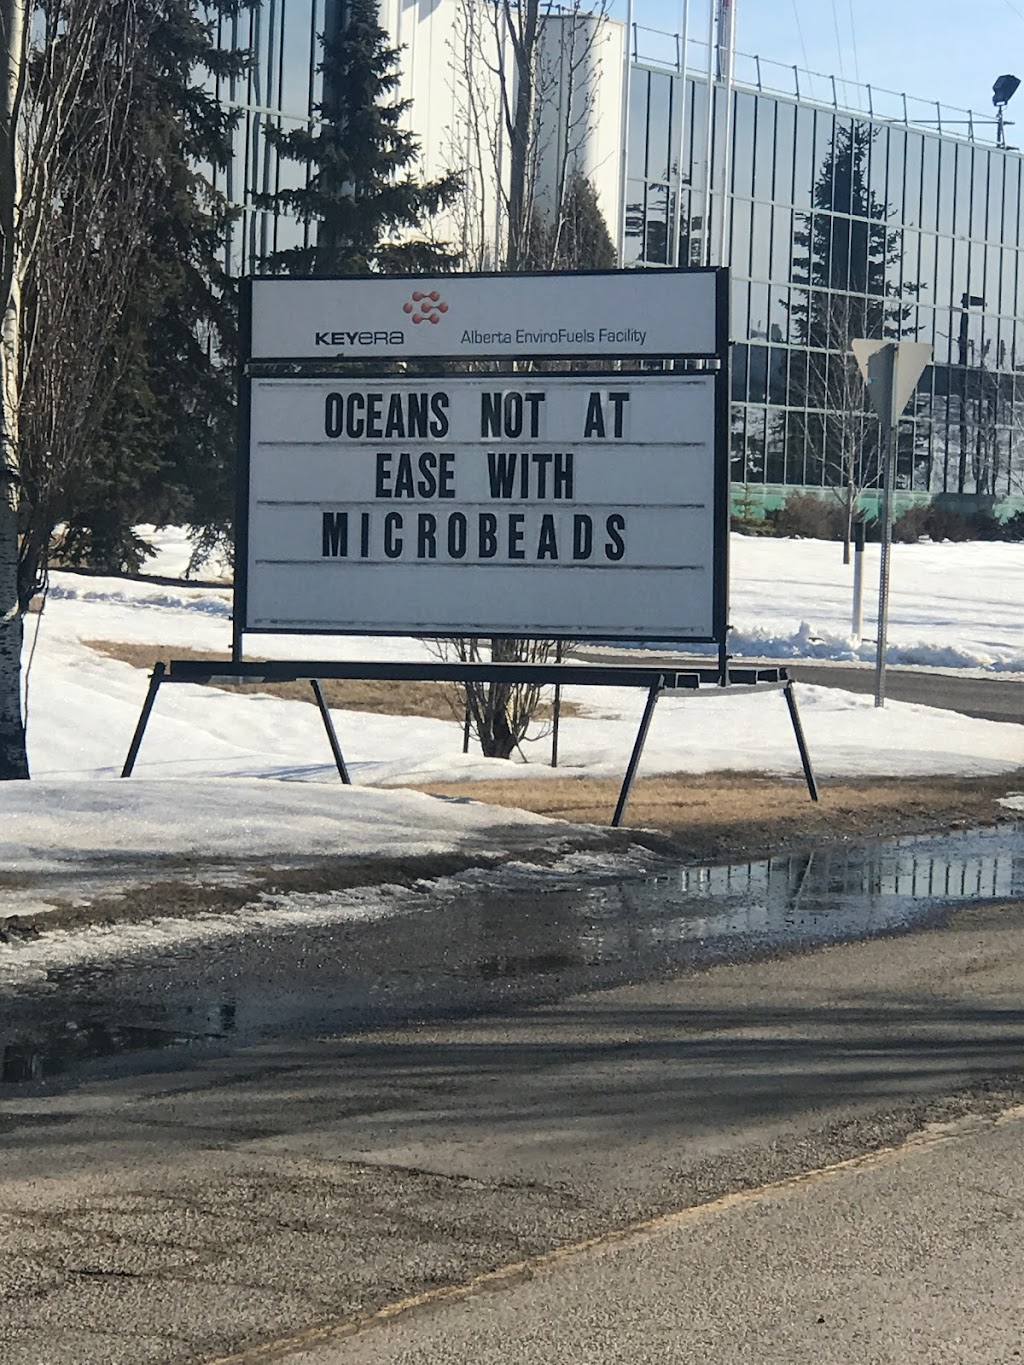 KEYERA Alberta EnviroFuels Facility
OCEANS NOT AT
EASE WITH
MICROBEADS